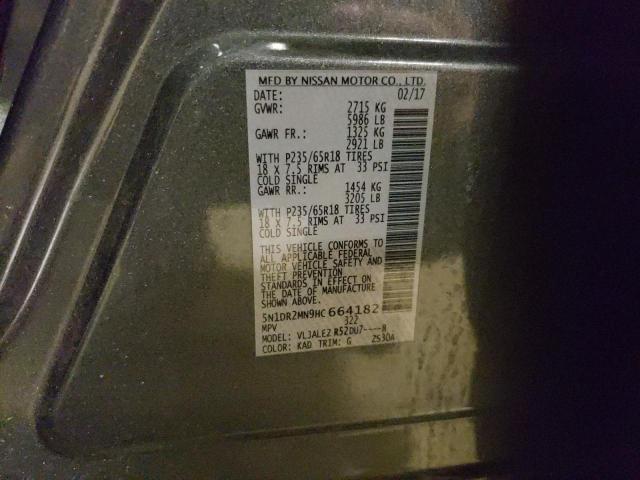 MFD BY NISSAN MOTOR CO., LTD.
DATE: 02/17
GVWR: 2715 KG
5986 LB
GAWR FR.: 1325 KG
2921 LB
WITH P235/65R18 TIRES
18 X 7.5 RIMS AT 33 PSI
COLD SINGLE
GAWR RR.: 1454 KG
3205 LB
WITH P235/65R18 TIRES
18 X 7.5 RIMS AT 33 PSI
COLD SINGLE
THIS VEHICLE CONFORMS TO
ALL APPLICABLE FEDERAL
MOTOR VEHICLE SAFETY AND
THEFT PREVENTION
STANDARDS IN EFFECT ON
THE DATE OF MANUFACTURE
SHOWN ABOVE.
5N1DR2MN9HC664182
MPV 322
MODEL: VLJALEZ R52DU7----N
COLOR: KAD TRIM: G ZS30A